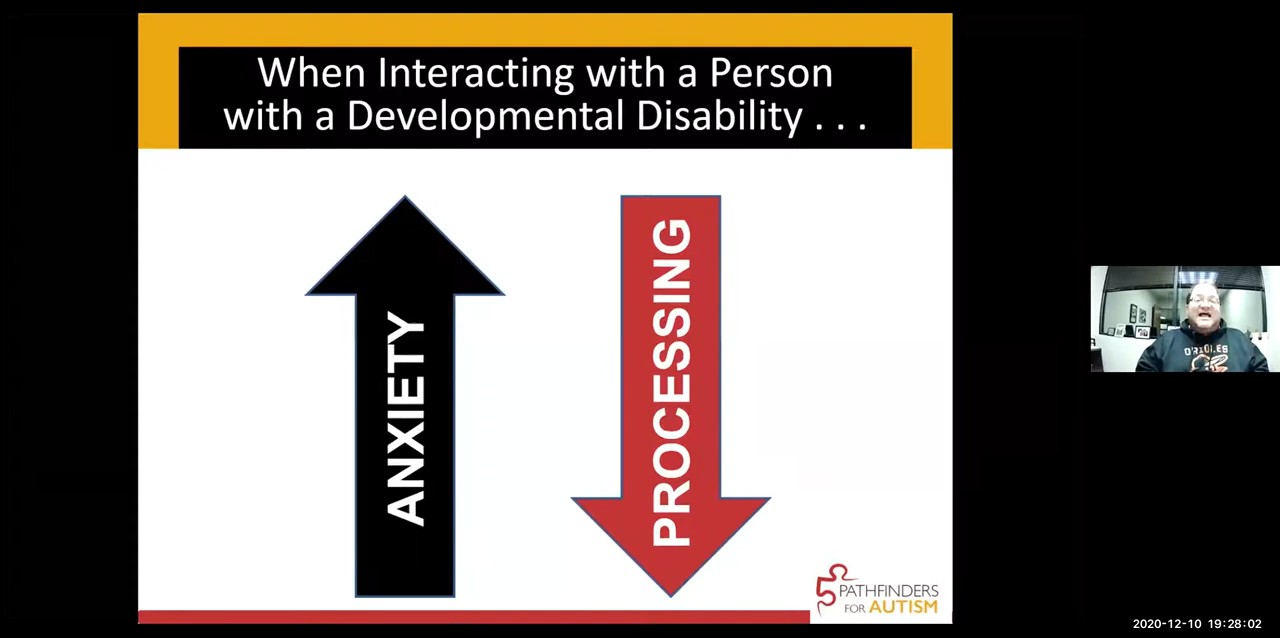 When Interacting with a Person
with a Developmental Disability . . .
ANXIETY
PROCESSING
PATHFINDERS
FOR AUTISM
ORIOLES
2020-12-10 19:28:02